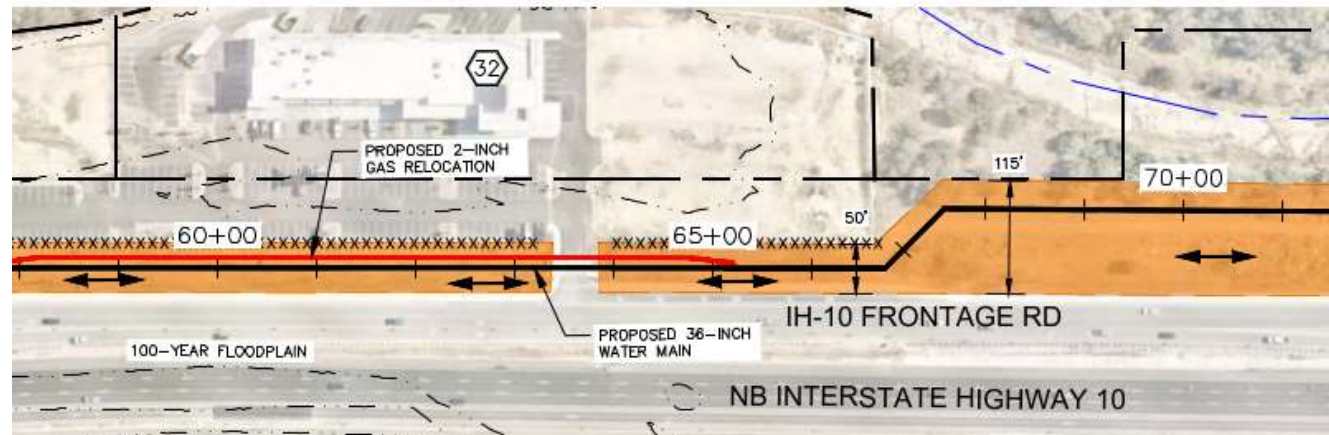 32
PROPOSED 2-INCH
GAS RELOCATION
115'
70+00
50'
60+00
65+00
IH-10 FRONTAGE RD
PROPOSED 36-INCH
WATER MAIN
100-YEAR FLOODPLAIN
NB INTERSTATE HIGHWAY 10